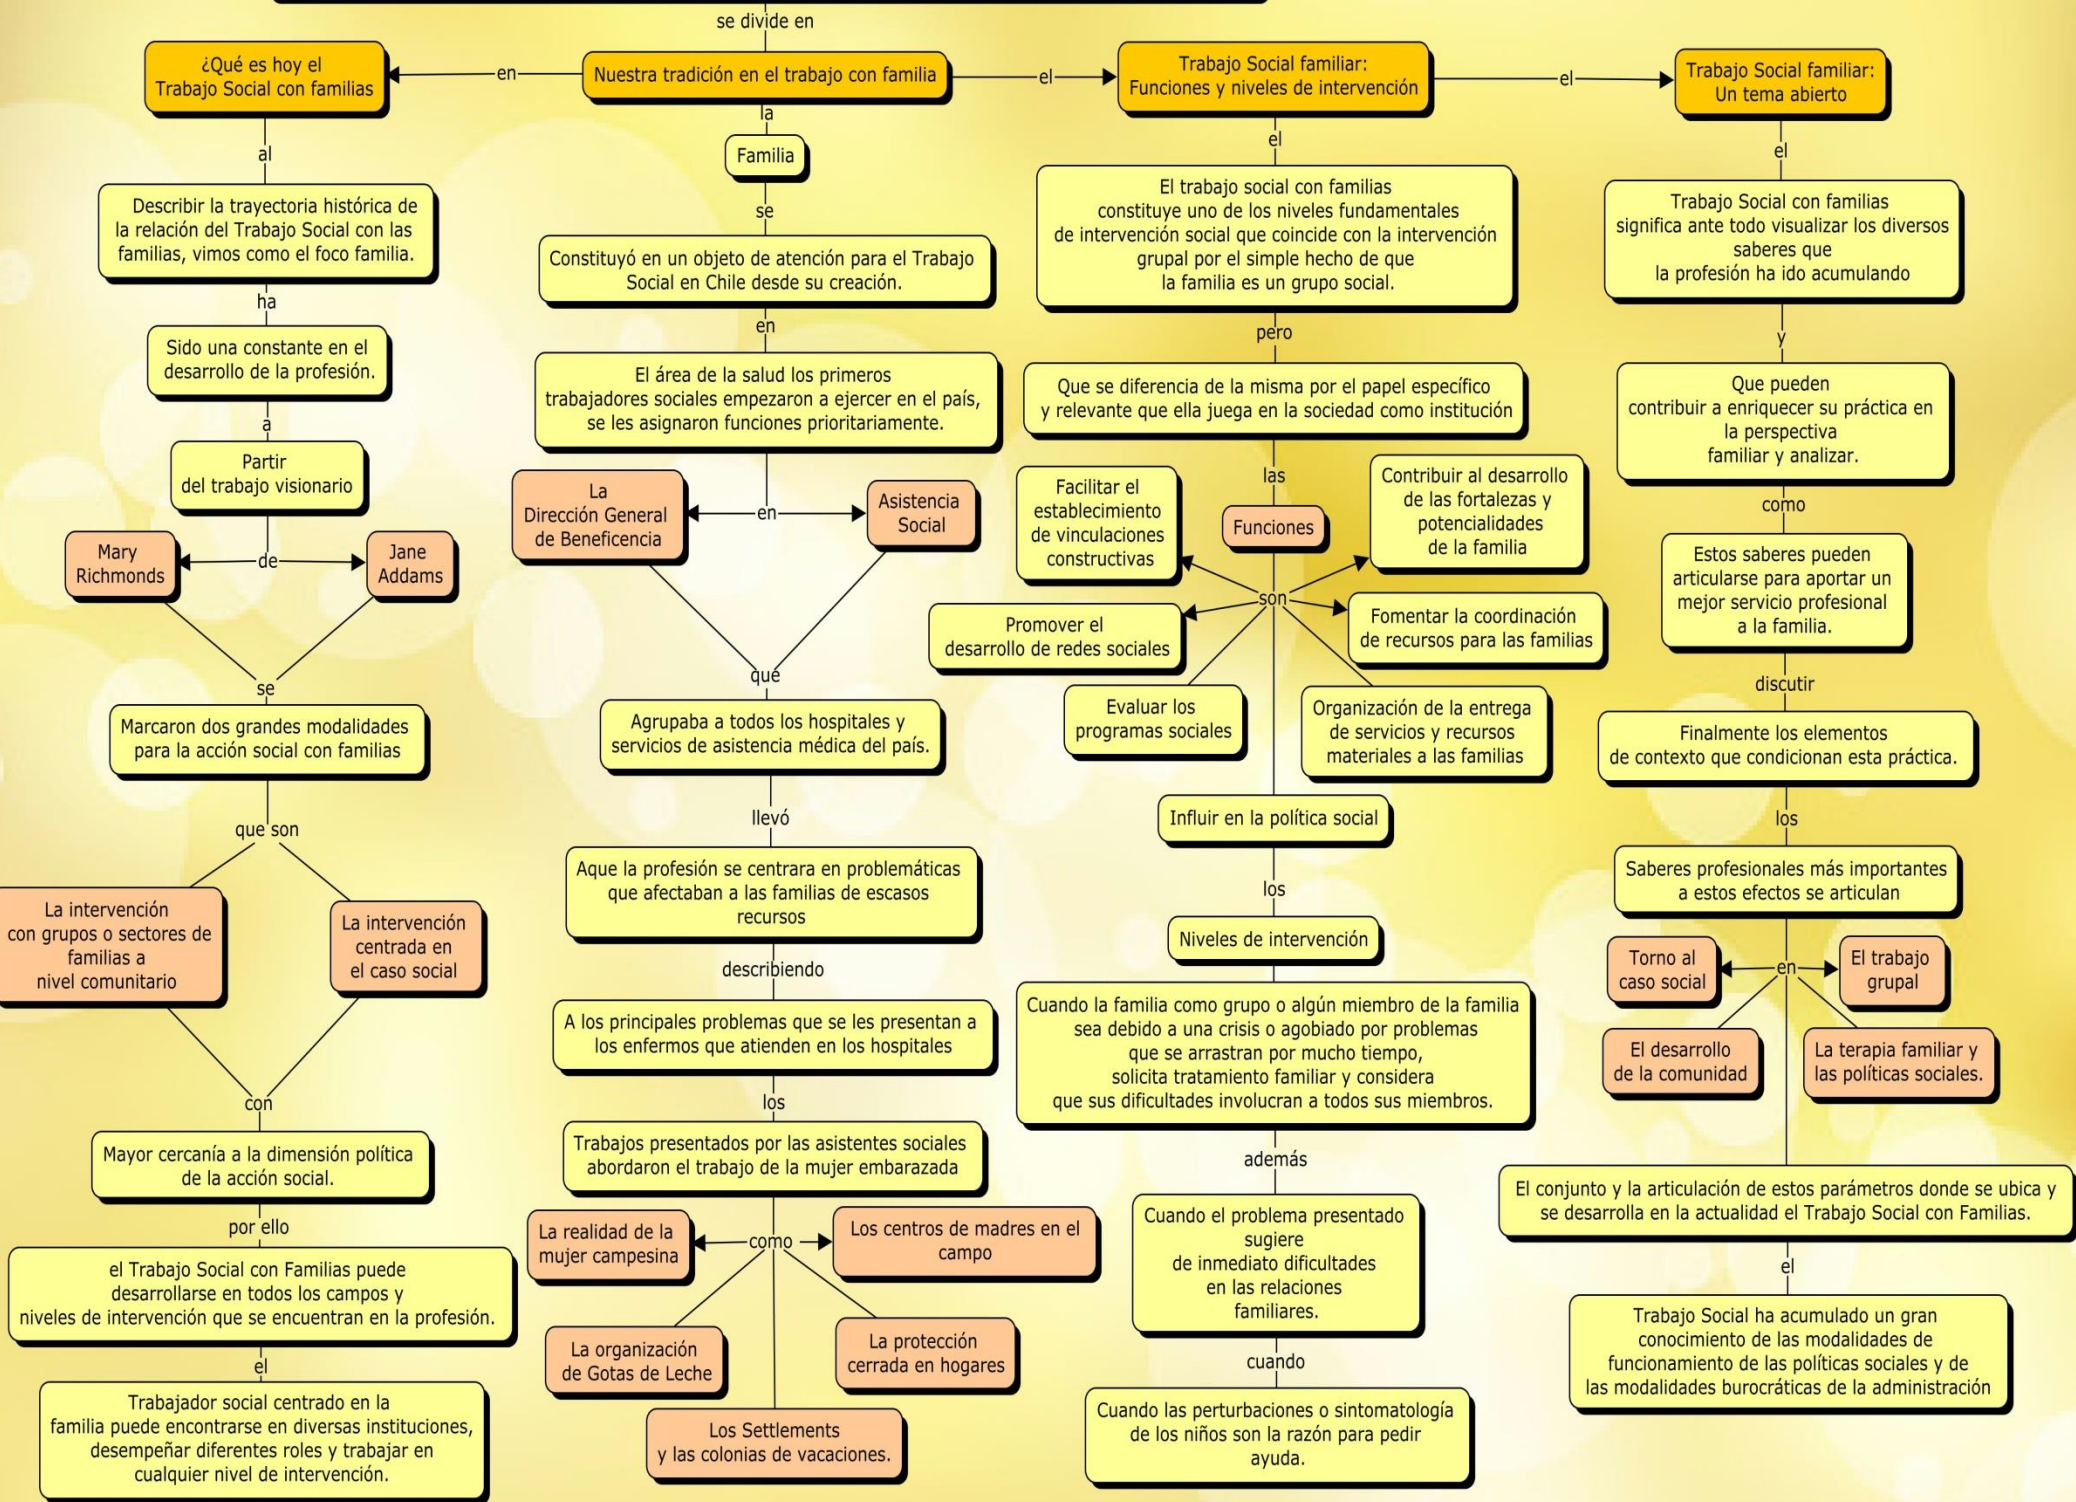 se divide en
¿Qué es hoy el
Trabajo Social con familias
en
Nuestra tradición en el trabajo con familia
el
Trabajo Social familiar:
Funciones y niveles de intervención
el
Trabajo Social familiar:
Un tema abierto
al
Describir la trayectoria histórica de
la relación del Trabajo Social con las
familias, vimos como el foco familia.
ha
Sido una constante en el
desarrollo de la profesión.
a
Partir
del trabajo visionario
de
Mary
Richmonds
Jane
Addams
se
Marcaron dos grandes modalidades
para la acción social con familias
que son
La intervención
con grupos o sectores de
familias a
nivel comunitario
La intervención
centrada en
el caso social
con
Mayor cercanía a la dimensión política
de la acción social.
por ello
el Trabajo Social con Familias puede
desarrollarse en todos los campos y
niveles de intervención que se encuentran en la profesión.
el
Trabajador social centrado en la
familia puede encontrarse en diversas instituciones,
desempeñar diferentes roles y trabajar en
cualquier nivel de intervención.
la
Familia
se
Constituyó en un objeto de atención para el Trabajo
Social en Chile desde su creación.
en
El área de la salud los primeros
trabajadores sociales empezaron a ejercer en el país,
se les asignaron funciones prioritariamente.
en
La
Dirección General
de Beneficencia
Asistencia
Social
qué
Agrupaba a todos los hospitales y
servicios de asistencia médica del país.
llevó
Aque la profesión se centrara en problemáticas
que afectaban a las familias de escasos
recursos
describiendo
A los principales problemas que se les presentan a
los enfermos que atienden en los hospitales
los
Trabajos presentados por las asistentes sociales
abordaron el trabajo de la mujer embarazada
como
La realidad de la
mujer campesina
Los centros de madres en el
campo
La organización
de Gotas de Leche
La protección
cerrada en hogares
Los Settlements
y las colonias de vacaciones.
el
El trabajo social con familias
constituye uno de los niveles fundamentales
de intervención social que coincide con la intervención
grupal por el simple hecho de que
la familia es un grupo social.
pero
Que se diferencia de la misma por el papel específico
y relevante que ella juega en la sociedad como institución
las
Funciones
son
Facilitar el
establecimiento
de vinculaciones
constructivas
Contribuir al desarrollo
de las fortalezas y
potencialidades
de la familia
Promover el
desarrollo de redes sociales
Fomentar la coordinación
de recursos para las familias
Evaluar los
programas sociales
Organización de la entrega
de servicios y recursos
materiales a las familias
Influir en la política social
los
Niveles de intervención
Cuando la familia como grupo o algún miembro de la familia
sea debido a una crisis o agobiado por problemas
que se arrastran por mucho tiempo,
solicita tratamiento familiar y considera
que sus dificultades involucran a todos sus miembros.
además
Cuando el problema presentado
sugiere
de inmediato dificultades
en las relaciones
familiares.
cuando
Cuando las perturbaciones o sintomatología
de los niños son la razón para pedir
ayuda.
el
Trabajo Social con familias
significa ante todo visualizar los diversos
saberes que
la profesión ha ido acumulando
y
Que pueden
contribuir a enriquecer su práctica en
la perspectiva
familiar y analizar.
como
Estos saberes pueden
articularse para aportar un
mejor servicio profesional
a la familia.
discutir
Finalmente los elementos
de contexto que condicionan esta práctica.
los
Saberes profesionales más importantes
a estos efectos se articulan
en
Torno al
caso social
El trabajo
grupal
El desarrollo
de la comunidad
La terapia familiar y
las políticas sociales.
El conjunto y la articulación de estos parámetros donde se ubica y
se desarrolla en la actualidad el Trabajo Social con Familias.
el
Trabajo Social ha acumulado un gran
conocimiento de las modalidades de
funcionamiento de las políticas sociales y de
las modalidades burocráticas de la administración